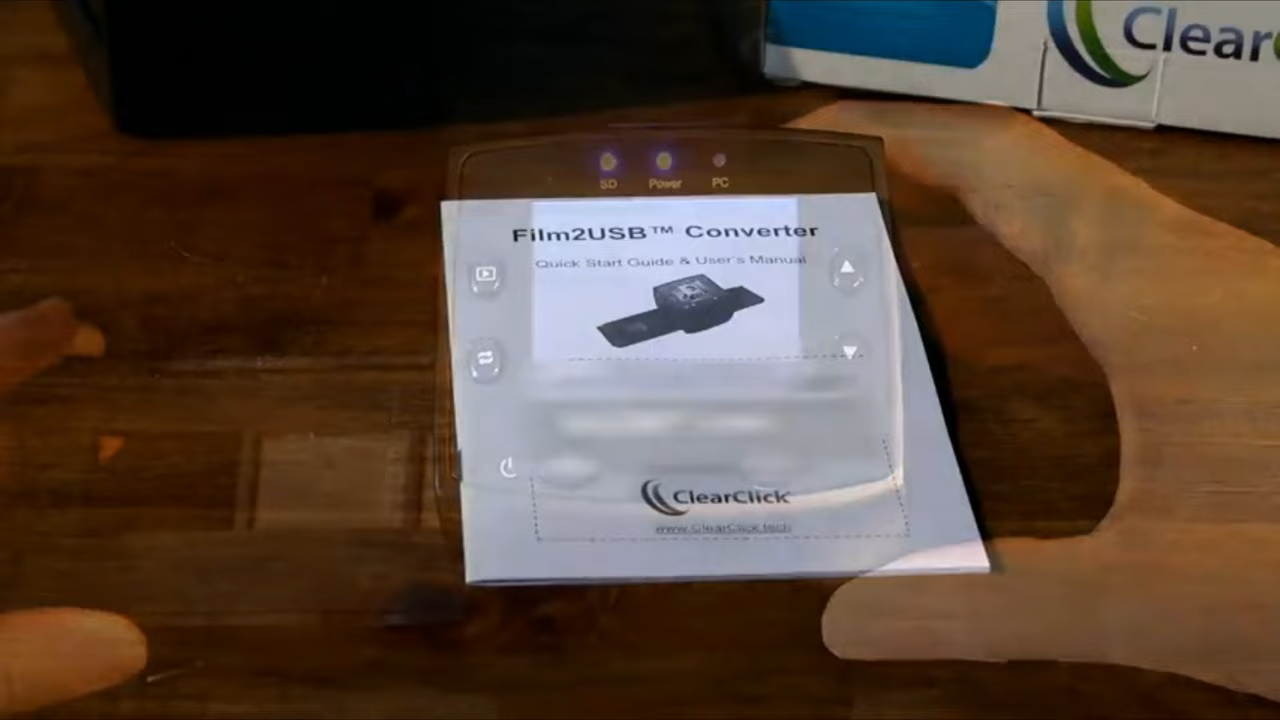 Clear
SD Power PC
Film2USB™ Converter
Quick Start Guide & User's Manual
ClearClick
www.ClearClick.tech